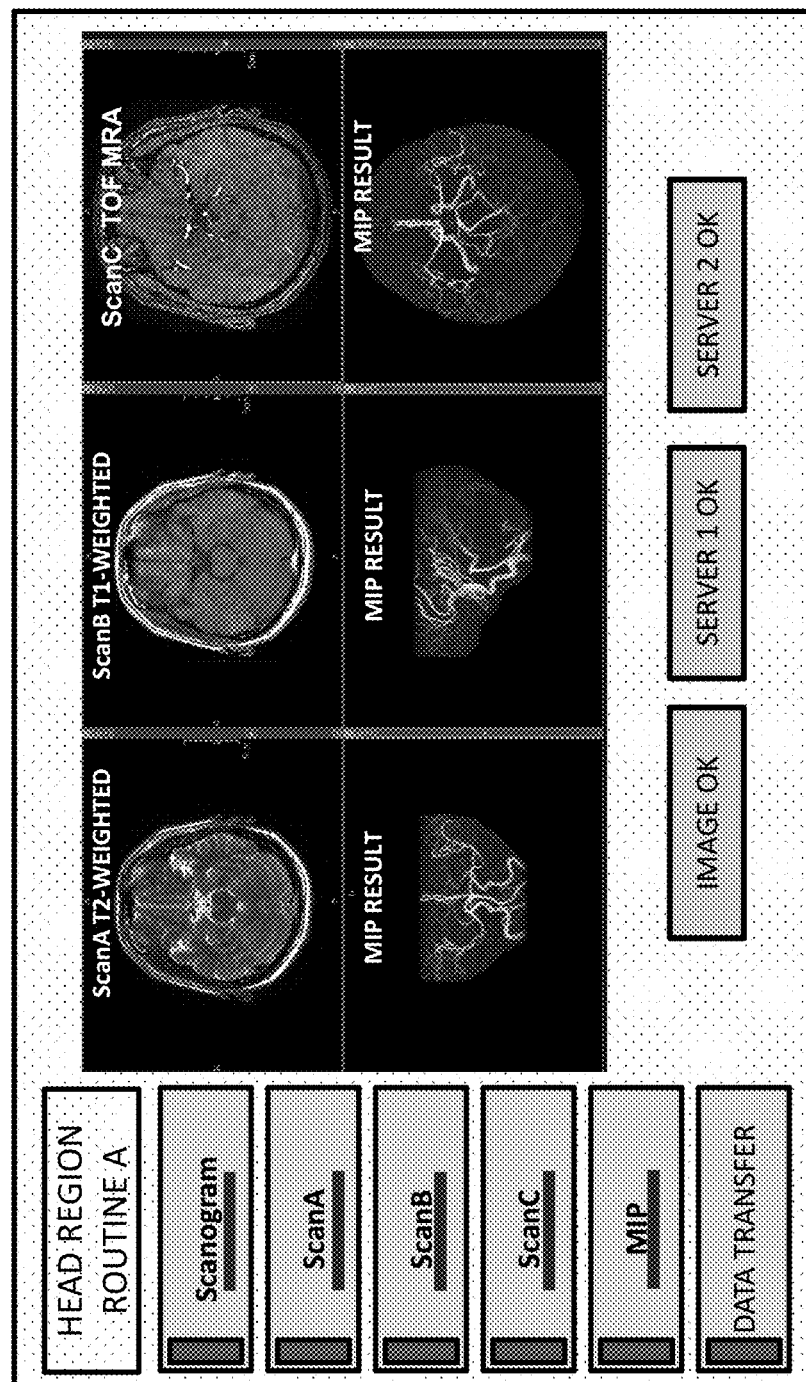 HEAD REGION
ROUTINE A
Scanogram
ScanA
ScanB
ScanC
MIP
DATA TRANSFER
ScanA T2-WEIGHTED
ScanB T1-WEIGHTED
ScanC TOF MRA
MIP RESULT
MIP RESULT
MIP RESULT
IMAGE OK
SERVER 1 OK
SERVER 2 OK